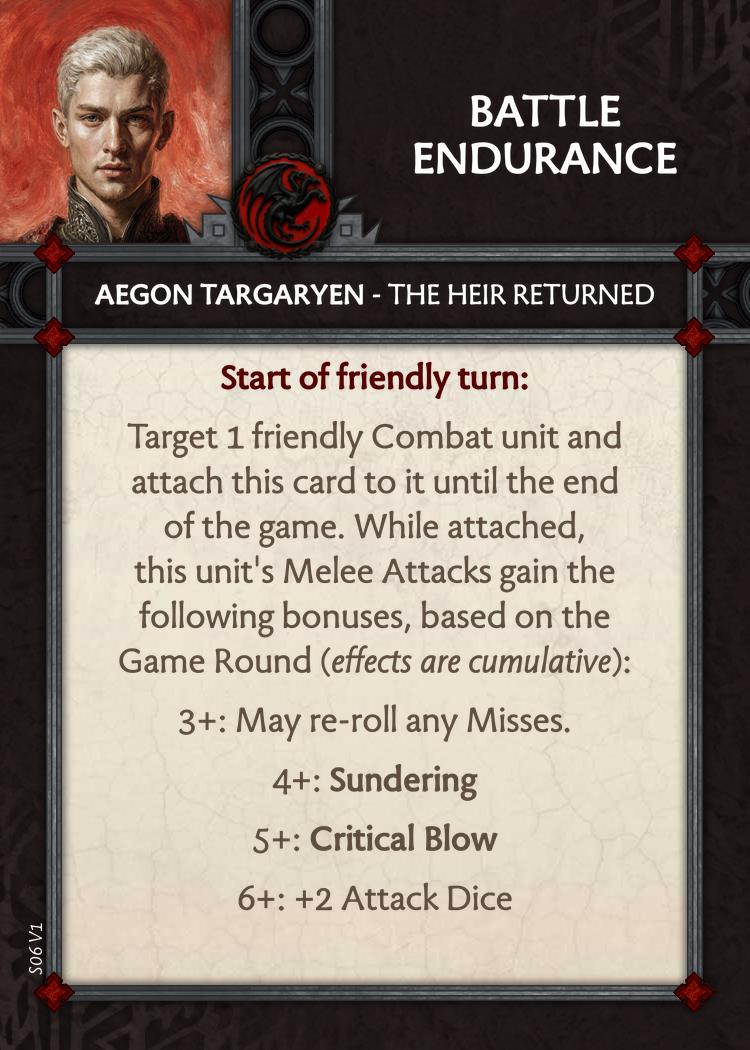 BATTLE
ENDURANCE
AEGON TARGARYEN - THE HEIR RETURNED
Start of friendly turn:
Target 1 friendly Combat unit and
attach this card to it until the end
of the game. While attached,
this unit's Melee Attacks gain the
following bonuses, based on the
Game Round (effects are cumulative):
3+: May re-roll any Misses.
4+: Sundering
5+: Critical Blow
6+: +2 Attack Dice
S06 V1